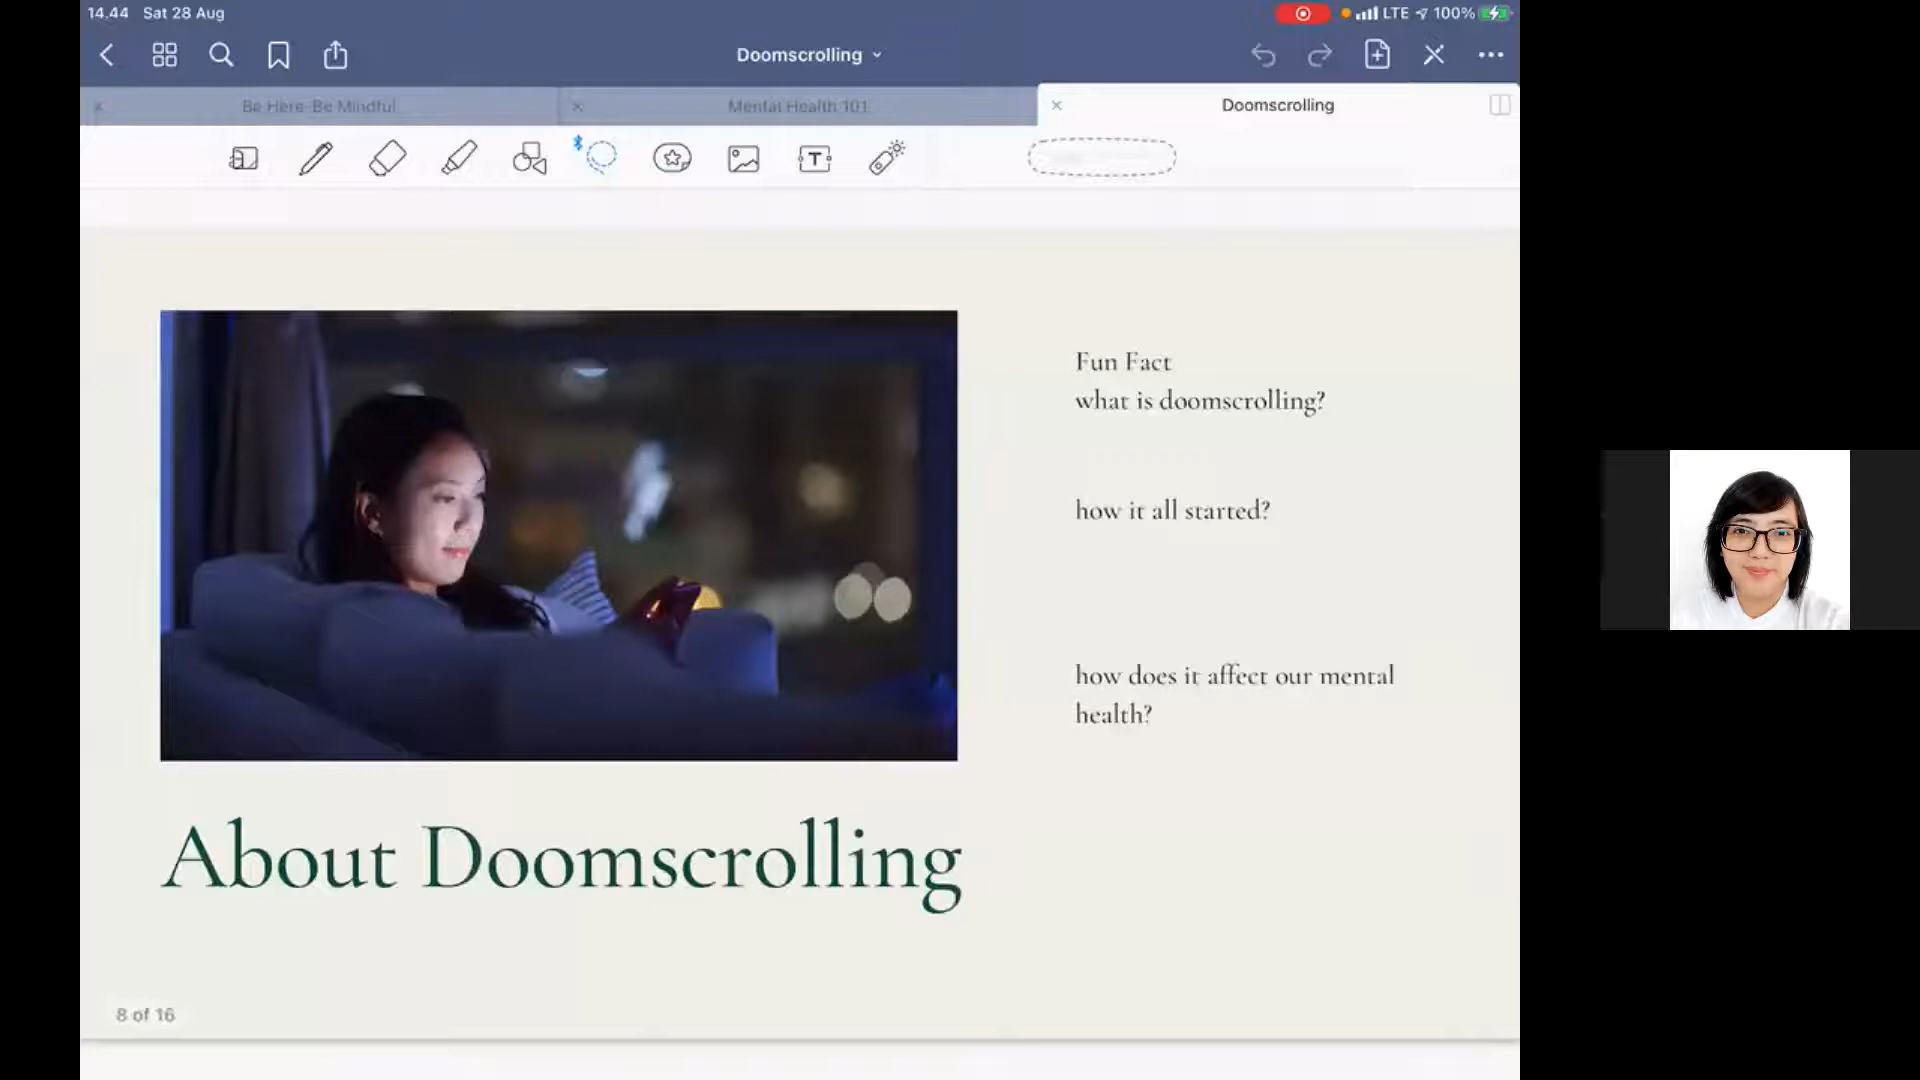 14.44 Sat 28 Aug
LTE 100%
Doomscrolling
Be Here-Be Mindful
Mental Health 101
Doomscrolling
T
Fun Fact
what is doomscrolling?
how it all started?
how does it affect our mental
health?
About Doomscrolling
8 of 16